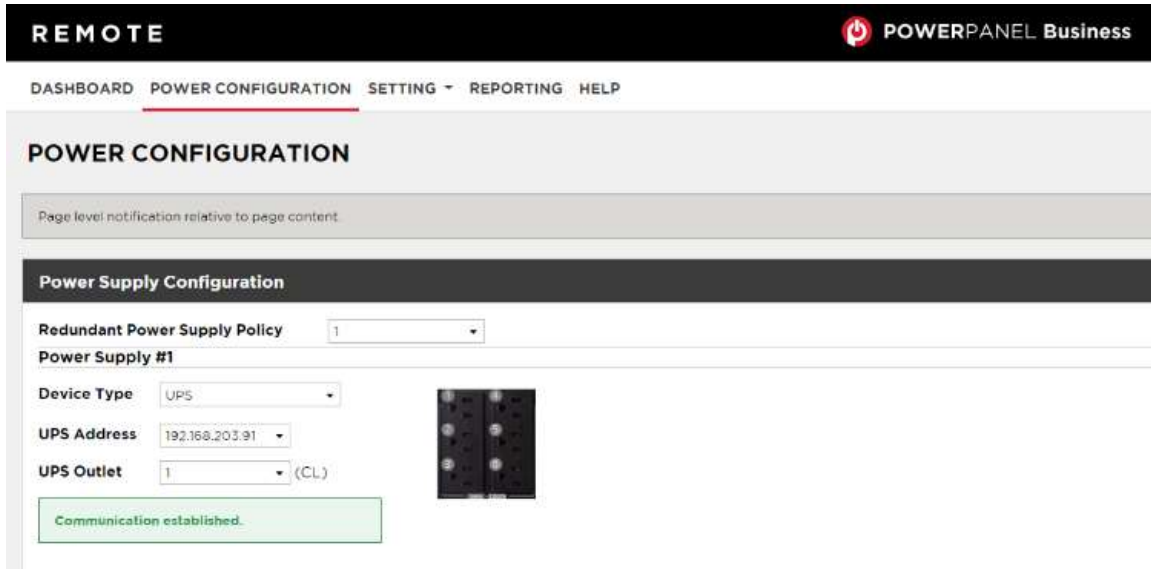 REMOTE
POWERPANEL Business
DASHBOARD POWER CONFIGURATION SETTING REPORTING HELP
POWER CONFIGURATION
Page level notification relative to page content.
Power Supply Configuration
Redundant Power Supply Policy 1
Power Supply #1
Device Type UPS
UPS Address 192.168.203.91
UPS Outlet 1 (CL)
Communication established.